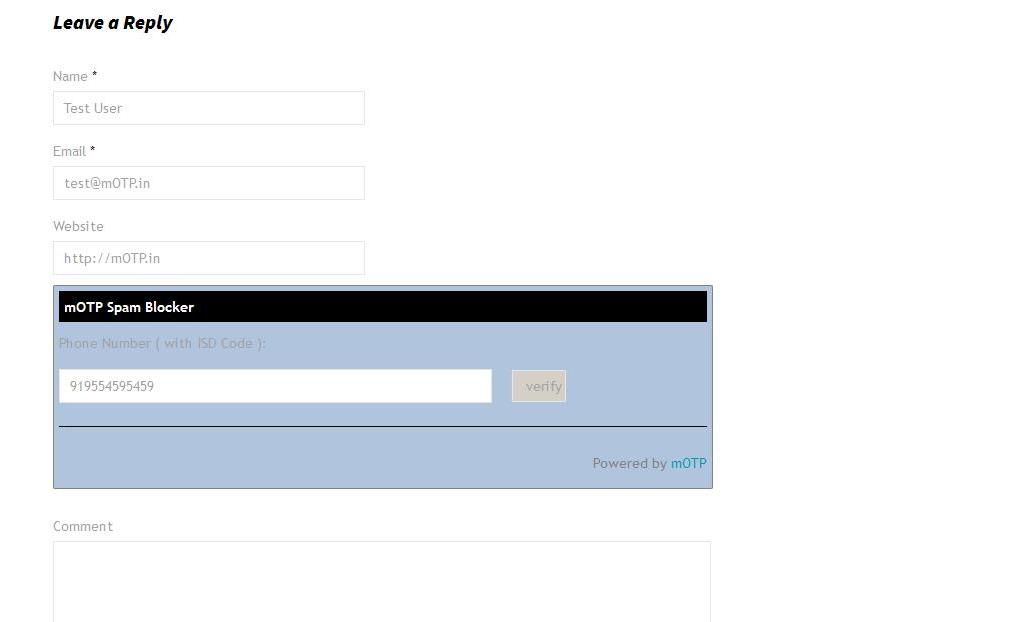 Leave a Reply
Name *
Test User
Email *
test@mOTP.in
Website
http://mOTP.in
mOTP Spam Blocker
Phone Number ( with ISD Code ):
919554595459
verify
Powered by mOTP
Comment